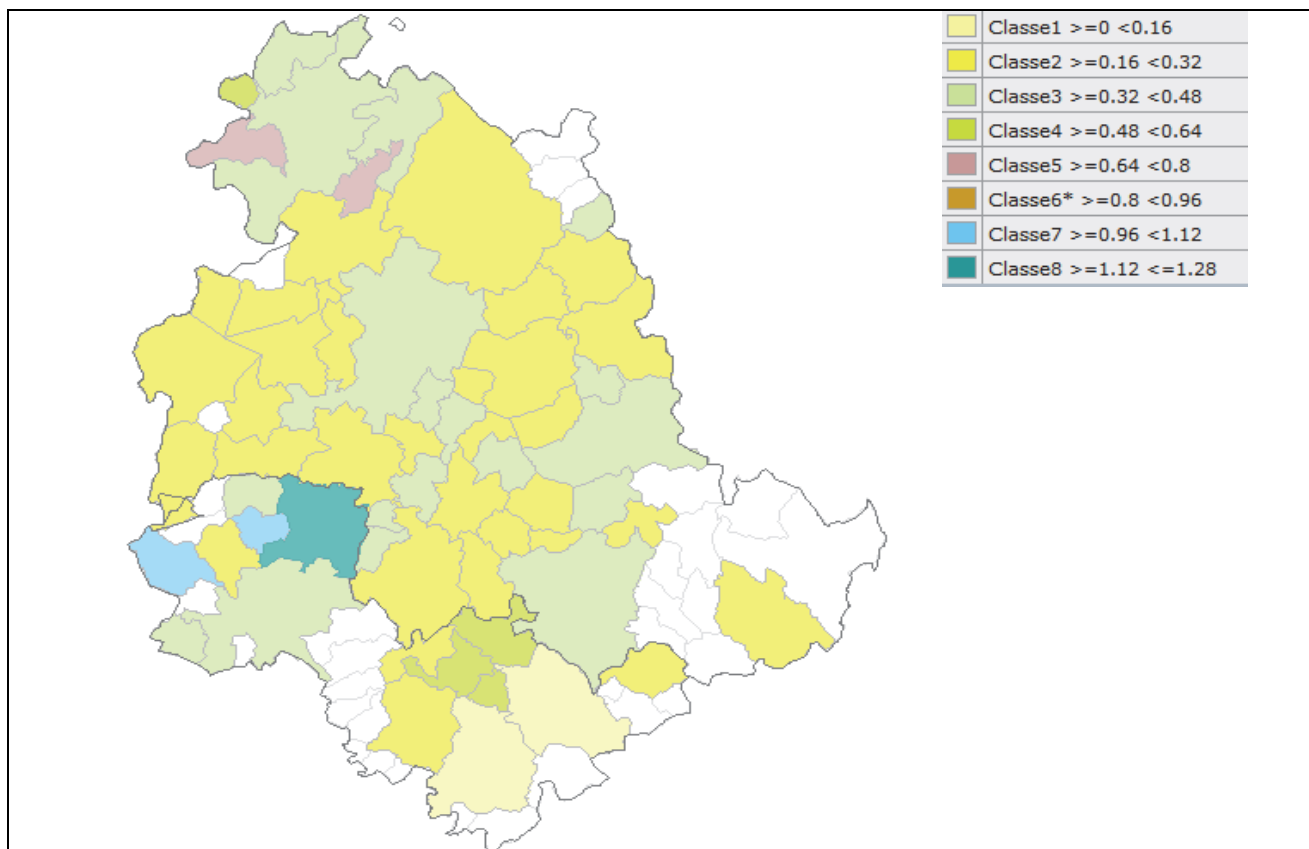 Classe1 >=0 <0.16
Classe2 >=0.16 <0.32
Classe3 >=0.32 <0.48
Classe4 >=0.48 <0.64
Classe5 >=0.64 <0.8
Classe6* >=0.8 <0.96
Classe7 >=0.96 <1.12
Classe8 >=1.12 <=1.28